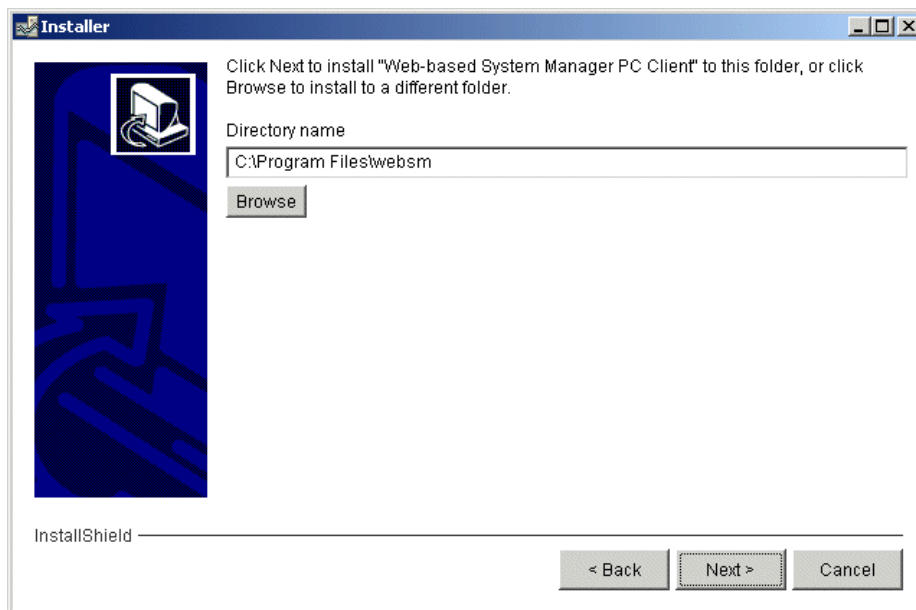 Installer
Click Next to install "Web-based System Manager PC Client" to this folder, or click
Browse to install to a different folder.
Directory name
C:\Program Files\websm
Browse
InstallShield
< Back Next > Cancel